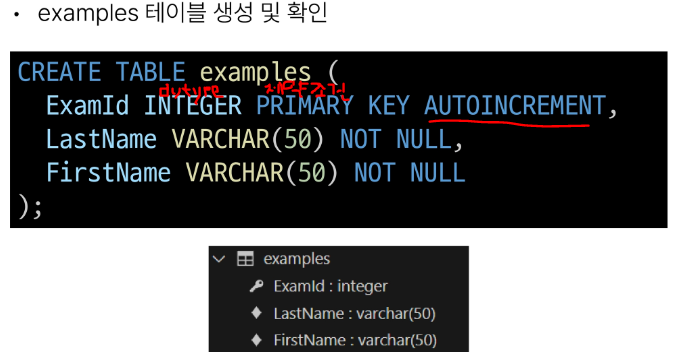 • examples 테이블 생성 및 확인
CREATE TABLE examples (
dutype 제약조건
ExamId INTEGER PRIMARY KEY AUTOINCREMENT,
LastName VARCHAR(50) NOT NULL,
FirstName VARCHAR(50) NOT NULL
);
examples
ExamId : integer
LastName : varchar(50)
FirstName : varchar(50)